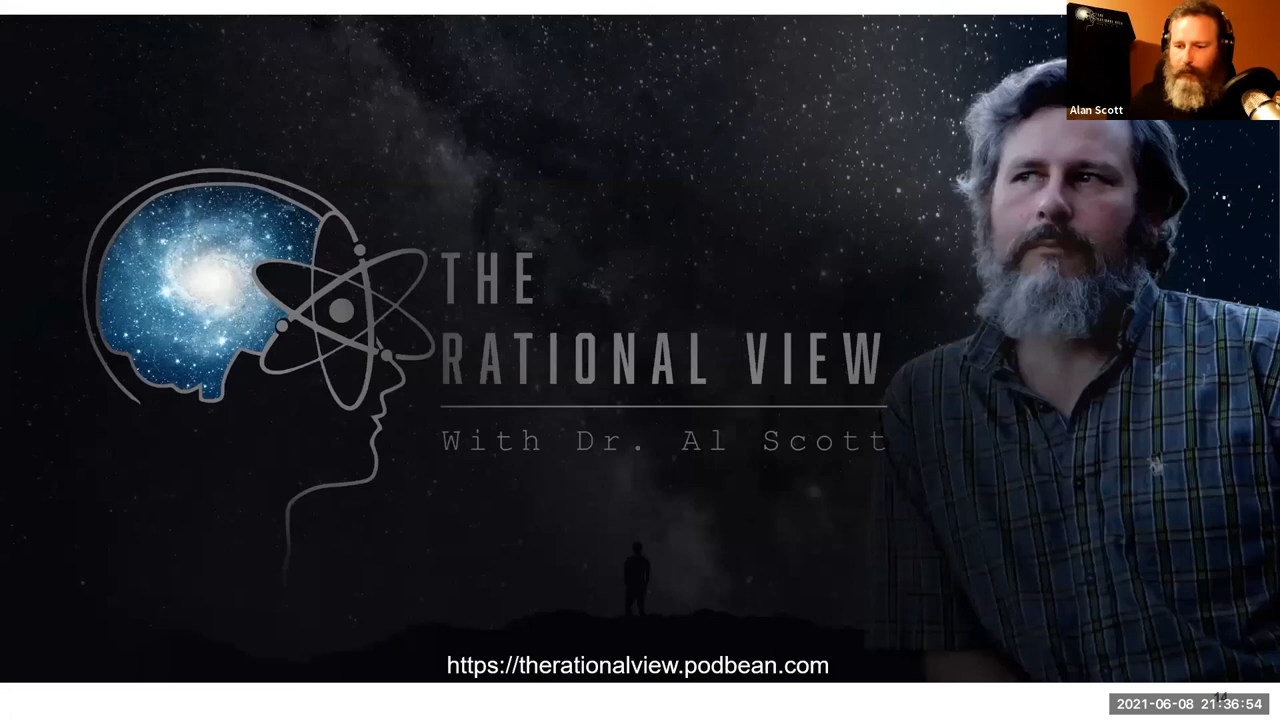 Alan Scott
THE
RATIONAL VIEW
With Dr. Al Scott
https://therationalview.podbean.com
14
2021-06-08 21:36:54